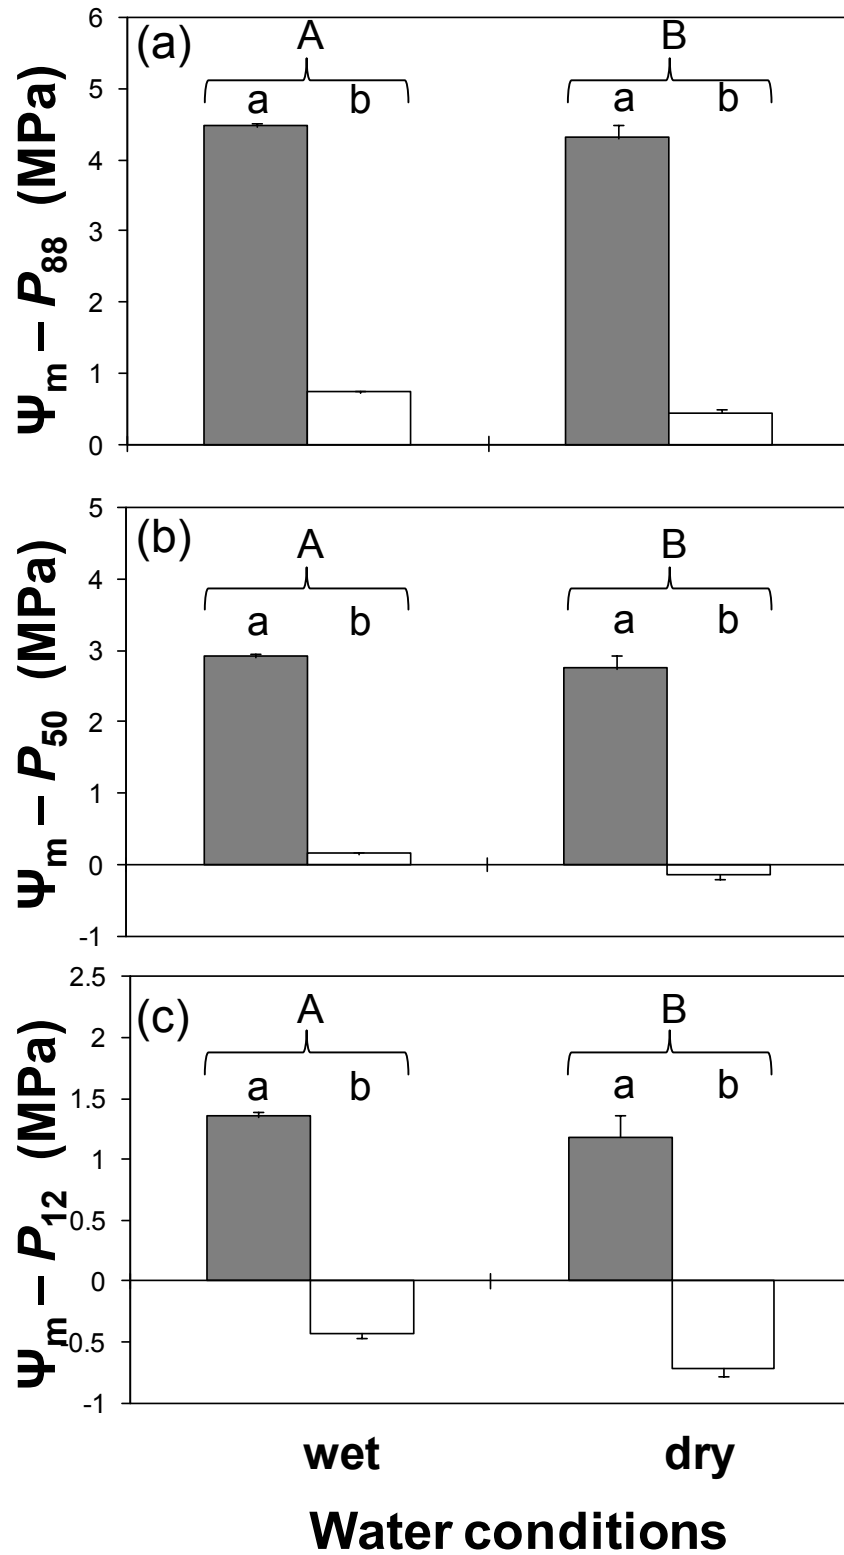 (a)
A B
a b a b
6
5
4
3
2
1
0
Ψm – P88 (MPa)
(b)
A B
a b a b
5
4
3
2
1
0
-1
Ψm – P50 (MPa)
(c)
A B
a b a b
2.5
2
1.5
1
0.5
0
-0.5
-1
Ψm – P12 (MPa)
wet dry
Water conditions